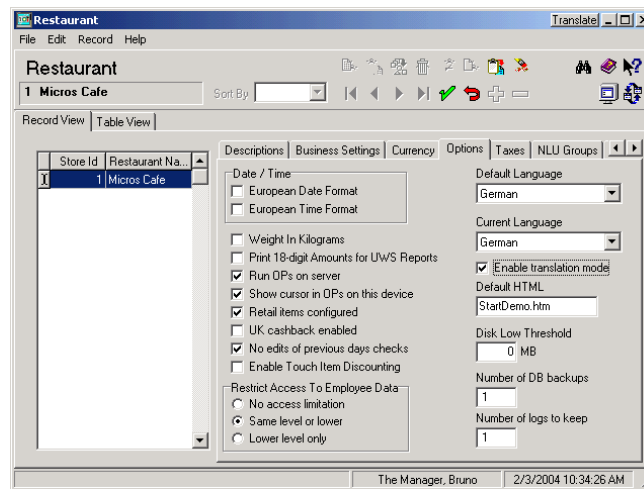 Restaurant
Translate
File Edit Record Help
Restaurant
1 Micros Cafe
Sort By
Record View Table View
Store Id Restaurant Na...
1 Micros Cafe
Descriptions Business Settings Currency Options Taxes NLU Groups
Date / Time
European Date Format
European Time Format
Weight In Kilograms
Print 18-digit Amounts for UWS Reports
Run OPs on server
Show cursor in OPs on this device
Retail items configured
UK cashback enabled
No edits of previous days checks
Enable Touch Item Discounting
Restrict Access To Employee Data
No access limitation
Same level or lower
Lower level only
Default Language
German
Current Language
German
Enable translation mode
Default HTML
StartDemo.htm
Disk Low Threshold
0 MB
Number of DB backups
1
Number of logs to keep
1
The Manager, Bruno
2/3/2004 10:34:26 AM